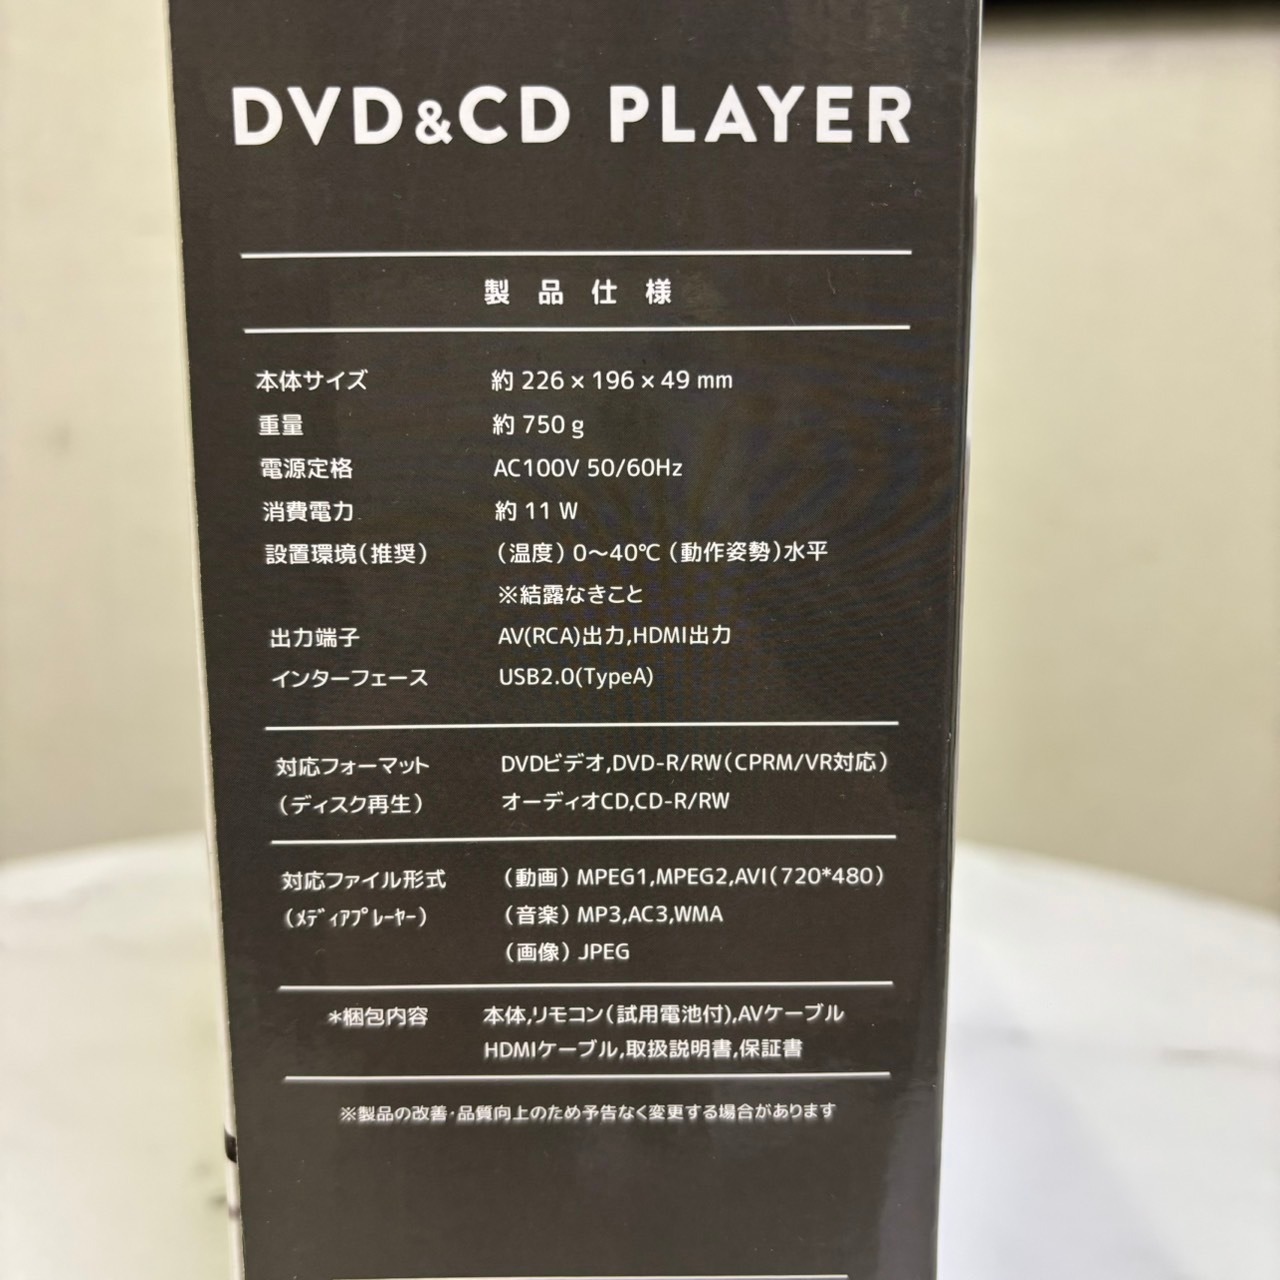 DVD&CD PLAYER
製品仕様
本体サイズ 約 226 × 196 × 49 mm
重量 約 750 g
電源定格 AC100V 50/60Hz
消費電力 約 11 W
設置環境(推奨) (温度) 0〜40℃ (動作姿勢)水平
※結露なきこと
出力端子 AV(RCA)出力,HDMI出力
インターフェース USB2.0(TypeA)
対応フォーマット DVDビデオ,DVD-R/RW(CPRM/VR対応)
(ディスク再生) オーディオCD,CD-R/RW
対応ファイル形式 (動画) MPEG1,MPEG2,AVI(720*480)
(ﾒﾃﾞｨｱﾌﾟﾚｰﾔｰ) (音楽) MP3,AC3,WMA
(画像) JPEG
*梱包内容 本体,リモコン(試用電池付),AVケーブル
HDMIケーブル,取扱説明書,保証書
※製品の改善・品質向上のため予告なく変更する場合があります